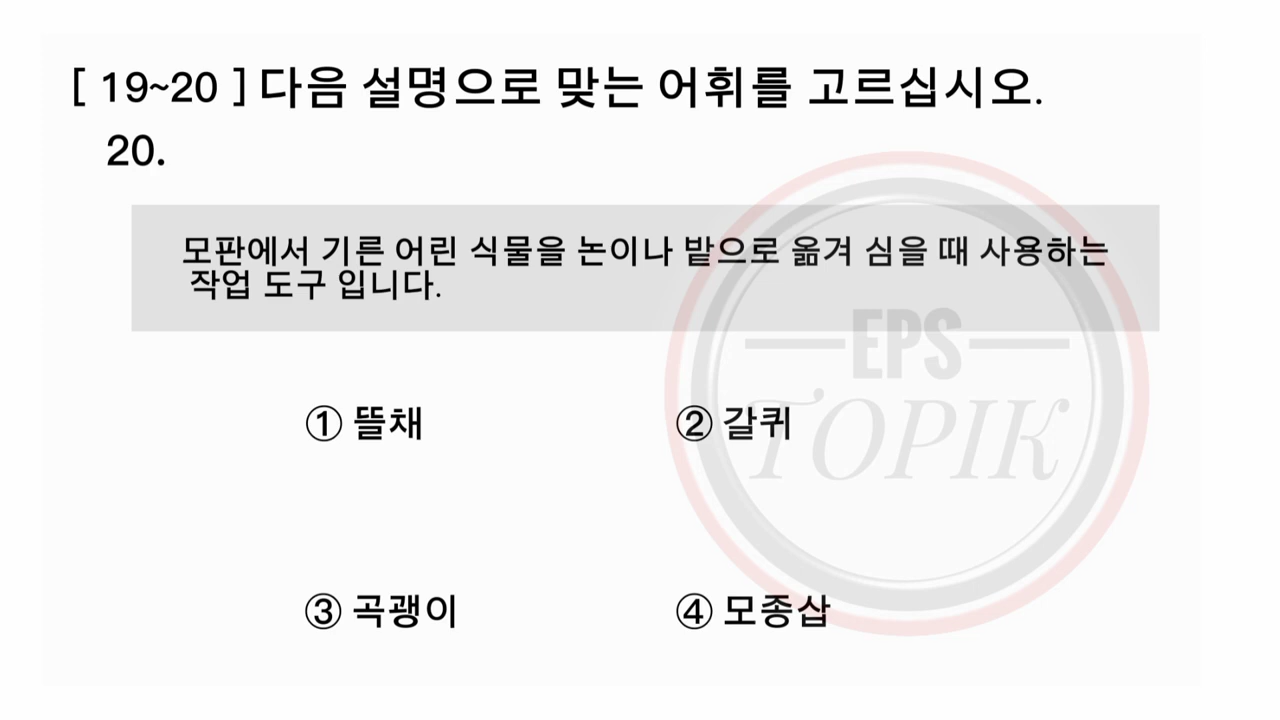 [ 19~20 ] 다음 설명으로 맞는 어휘를 고르십시오.
20.
모판에서 기른 어린 식물을 논이나 밭으로 옮겨 심을 때 사용하는
작업 도구 입니다.
EPS
TOPIK
① 뜰채 ② 갈퀴
③ 곡괭이 ④ 모종삽